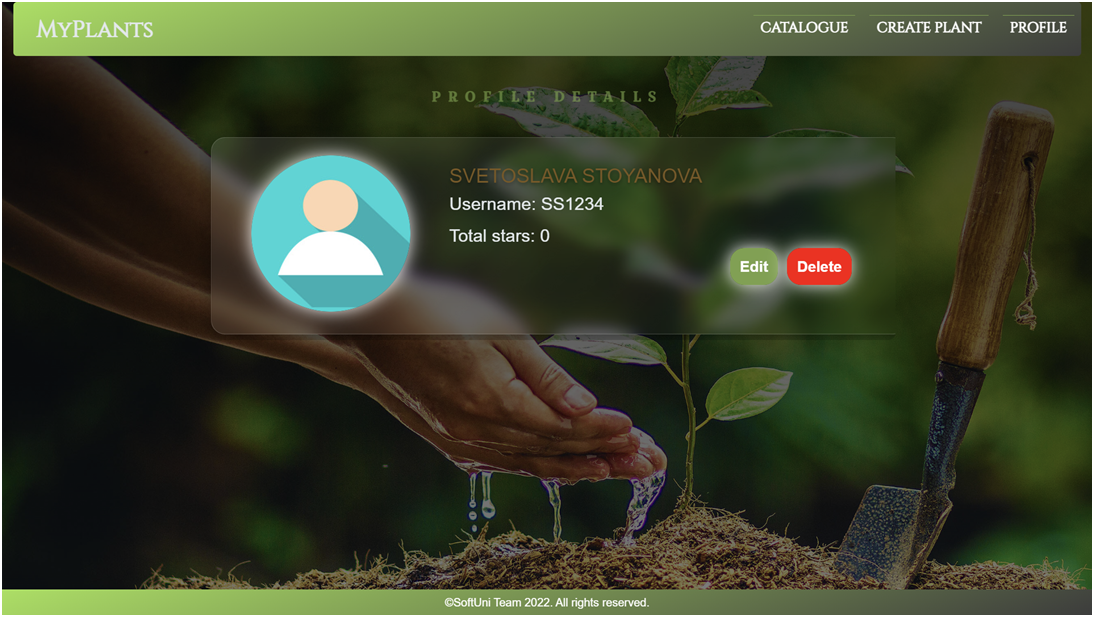 MyPlants
CATALOGUE CREATE PLANT PROFILE
PROFILE DETAILS
SVETOSLAVA STOYANOVA
Username: SS1234
Total stars: 0
Edit Delete
©SoftUni Team 2022. All rights reserved.